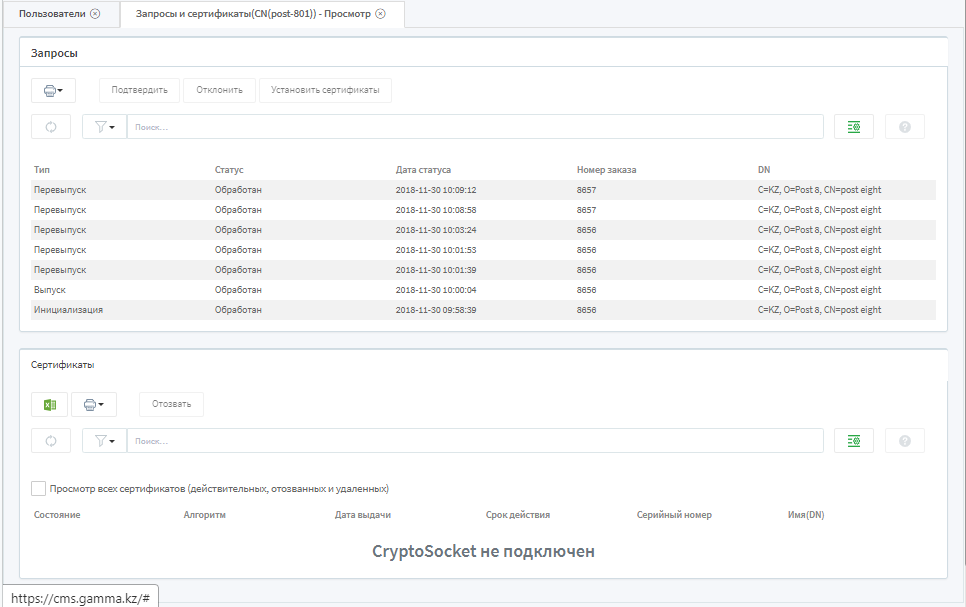 Пользователи
Запросы и сертификаты(CN(post-801)) - Просмотр
Запросы
Подтвердить Отклонить Установить сертификаты
Поиск...
Тип Статус Дата статуса Номер заказа DN
Перевыпуск Обработан 2018-11-30 10:09:12 8657 C=KZ, O=Post 8, CN=post eight
Перевыпуск Обработан 2018-11-30 10:08:58 8657 C=KZ, O=Post 8, CN=post eight
Перевыпуск Обработан 2018-11-30 10:03:24 8656 C=KZ, O=Post 8, CN=post eight
Перевыпуск Обработан 2018-11-30 10:01:53 8656 C=KZ, O=Post 8, CN=post eight
Перевыпуск Обработан 2018-11-30 10:01:39 8656 C=KZ, O=Post 8, CN=post eight
Выпуск Обработан 2018-11-30 10:00:04 8656 C=KZ, O=Post 8, CN=post eight
Инициализация Обработан 2018-11-30 09:58:39 8656 C=KZ, O=Post 8, CN=post eight
Сертификаты
Отозвать
Поиск...
Просмотр всех сертификатов (действительных, отозванных и удаленных)
Состояние Алгоритм Дата выдачи Срок действия Серийный номер Имя(DN)
CryptoSocket не подключен
https://cms.gamma.kz/#